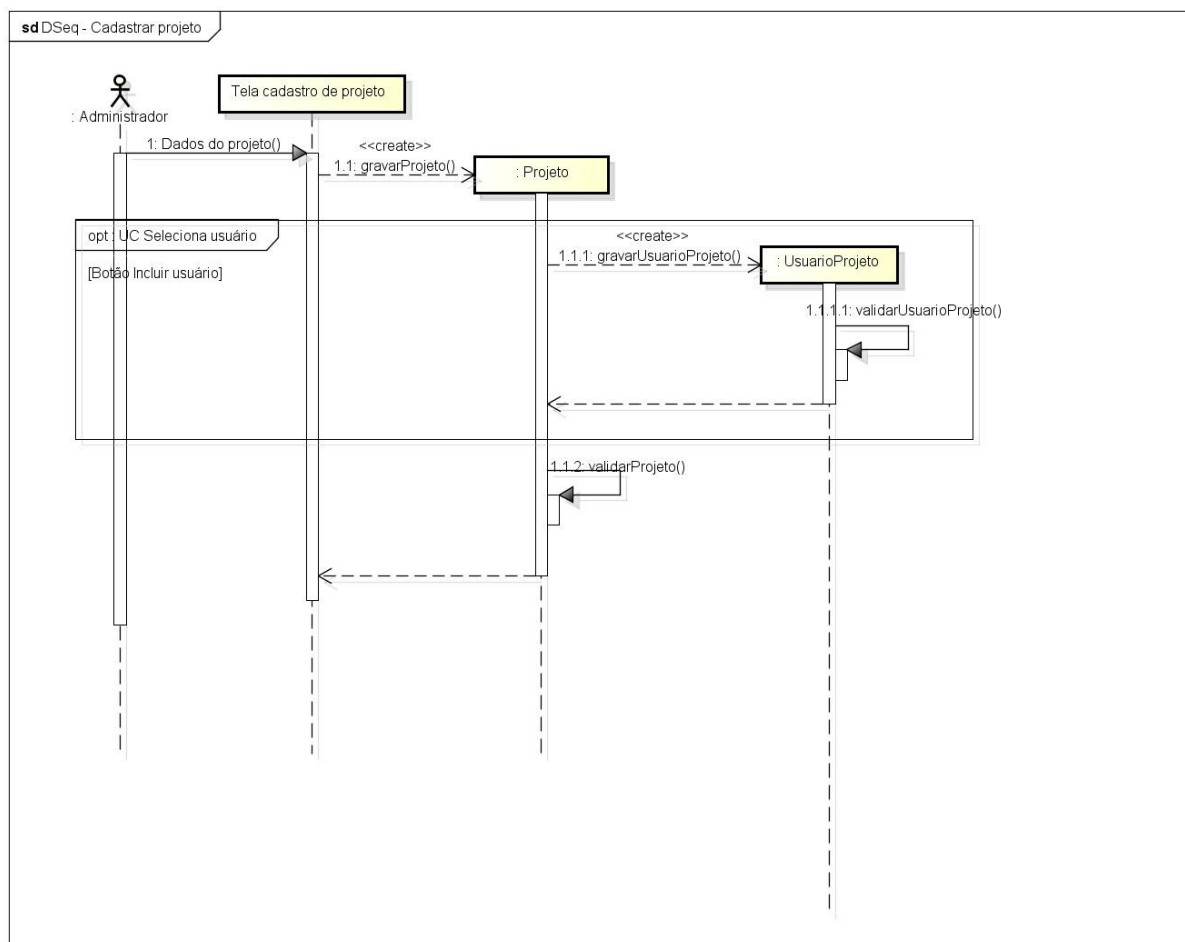 sd DSeq - Cadastrar projeto
Tela cadastro de projeto
: Administrador
1: Dados do projeto()
<<create>>
1.1: gravarProjeto()
: Projeto
opt : UC Seleciona usuário
[Botão Incluir usuário]
<<create>>
1.1.1: gravarUsuarioProjeto()
: UsuarioProjeto
1.1.1.1: validarUsuarioProjeto()
1.1.2: validarProjeto()